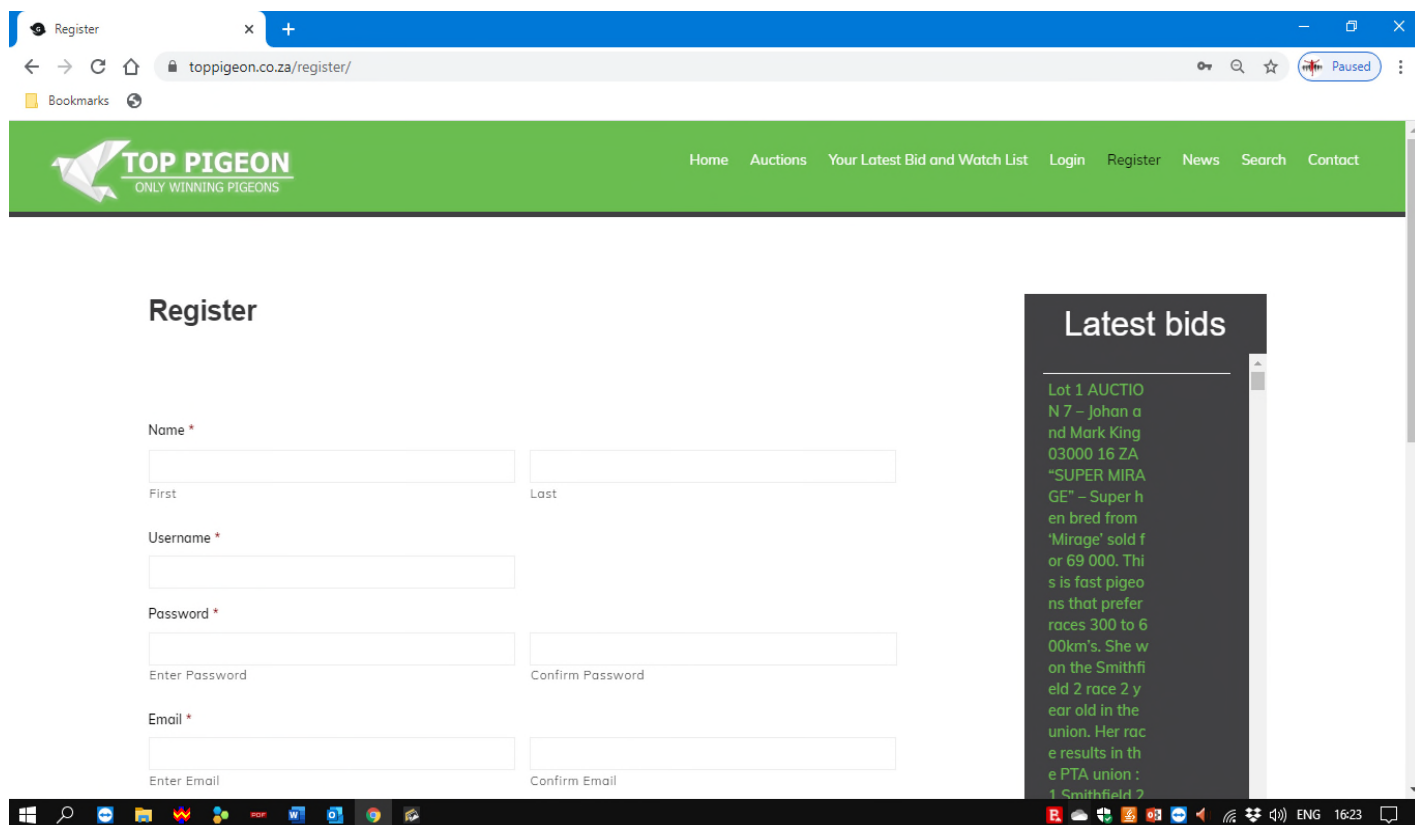 Register
toppigeon.co.za/register/
Paused
Bookmarks
TOP PIGEON
ONLY WINNING PIGEONS
Home Auctions Your Latest Bid and Watch List Login Register News Search Contact
Register
Name *
First Last
Username *
Password *
Enter Password Confirm Password
Email *
Enter Email Confirm Email
Latest bids
Lot 1 AUCTIO
N 7 – Johan a
nd Mark King
03000 16 ZA
“SUPER MIRA
GE” – Super h
en bred from
‘Mirage’ sold f
or 69 000. Thi
s is fast pigeo
ns that prefer
races 300 to 6
00km’s. She w
on the Smithfi
eld 2 race 2 y
ear old in the
union. Her rac
e results in th
e PTA union :
1 Smithfield 2
ENG 16:23